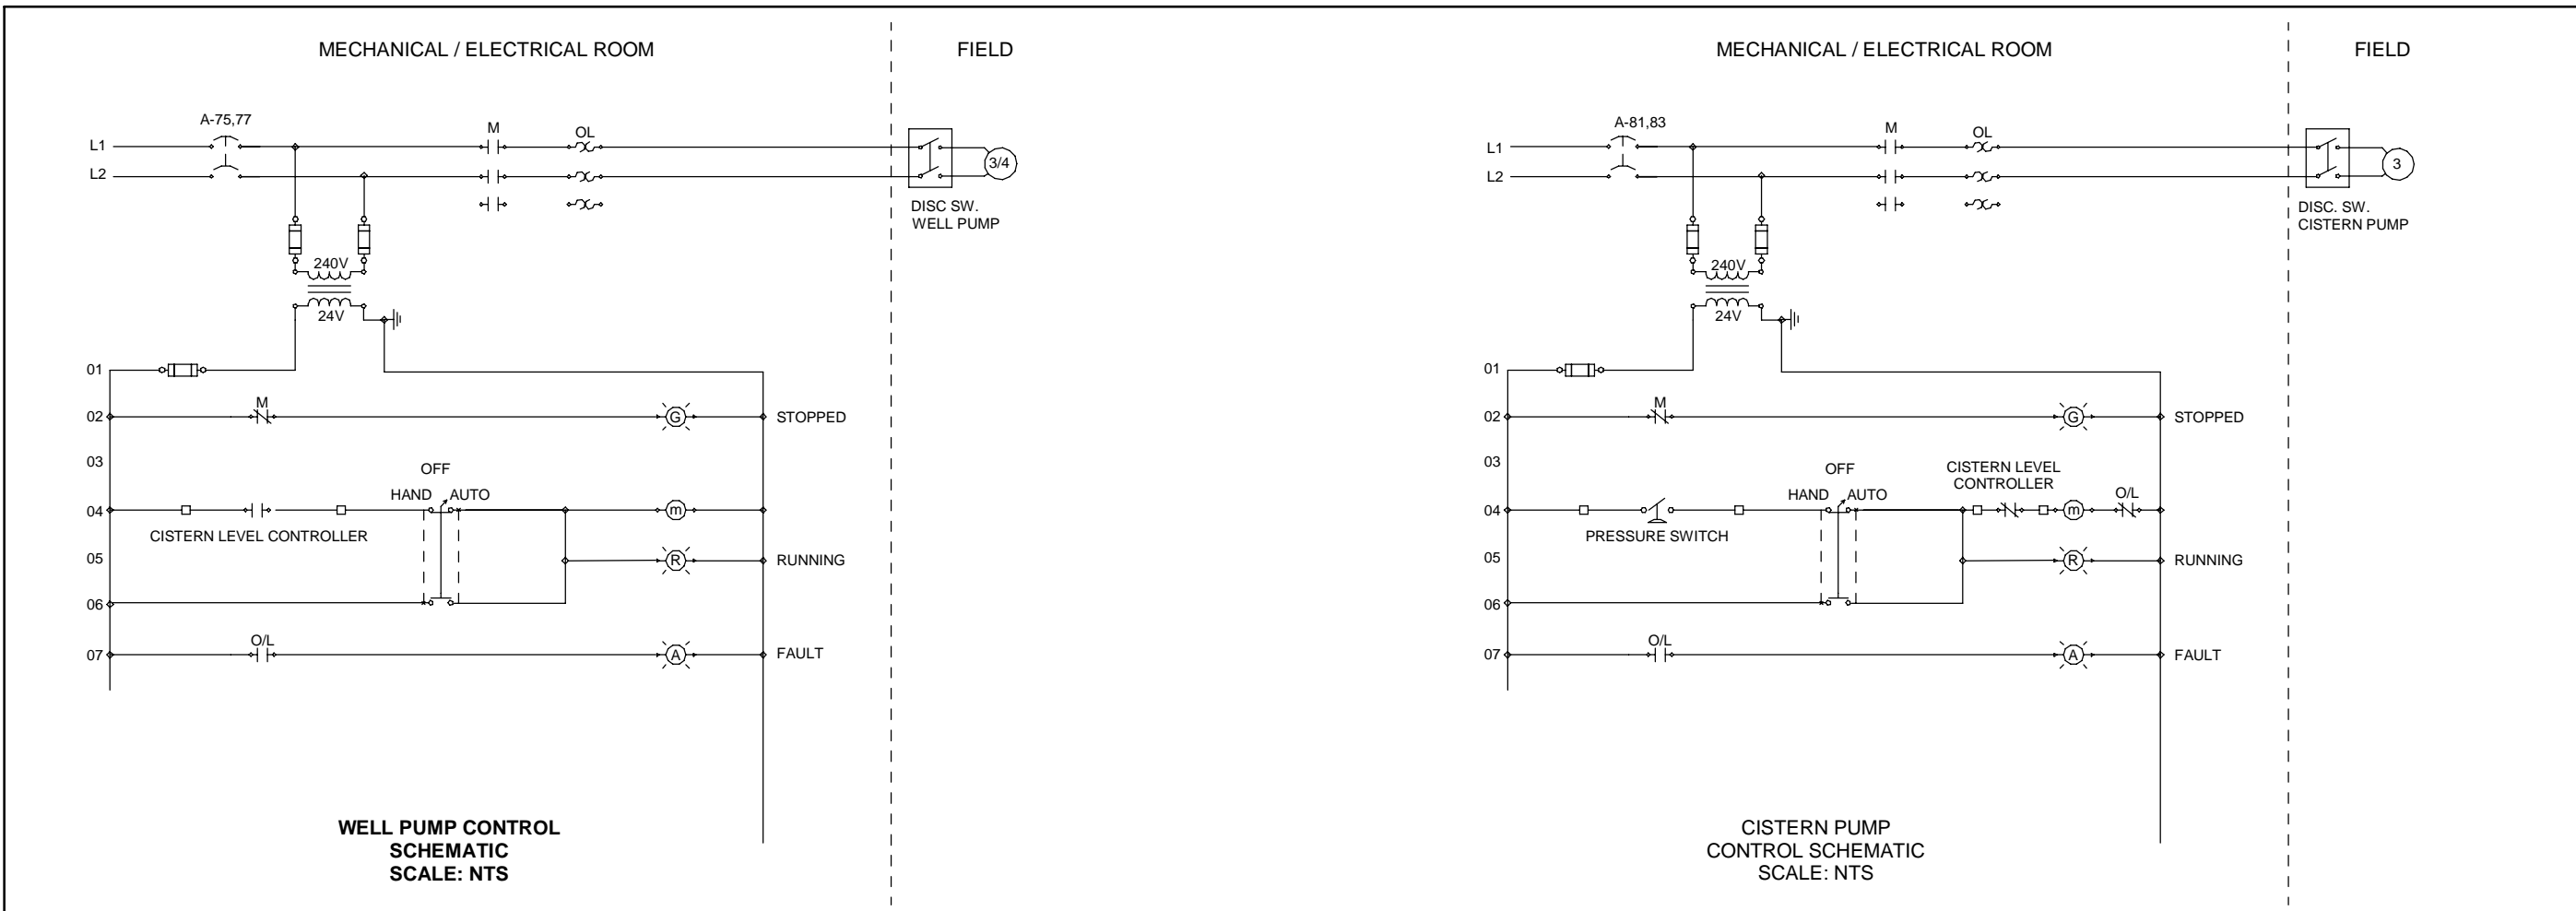 MECHANICAL / ELECTRICAL ROOM
FIELD
A-75,77
M
OL
L1
L2
3/4
DISC SW.
WELL PUMP
240V
24V
01
M
02
G
STOPPED
03
OFF
HAND
AUTO
04
m
CISTERN LEVEL CONTROLLER
05
R
RUNNING
06
O/L
07
A
FAULT
WELL PUMP CONTROL
SCHEMATIC
SCALE: NTS
MECHANICAL / ELECTRICAL ROOM
FIELD
A-81,83
M
OL
L1
L2
3
DISC. SW.
CISTERN PUMP
240V
24V
01
M
02
G
STOPPED
03
OFF
CISTERN LEVEL
CONTROLLER
HAND
AUTO
O/L
04
m
PRESSURE SWITCH
05
R
RUNNING
06
O/L
07
A
FAULT
CISTERN PUMP
CONTROL SCHEMATIC
SCALE: NTS